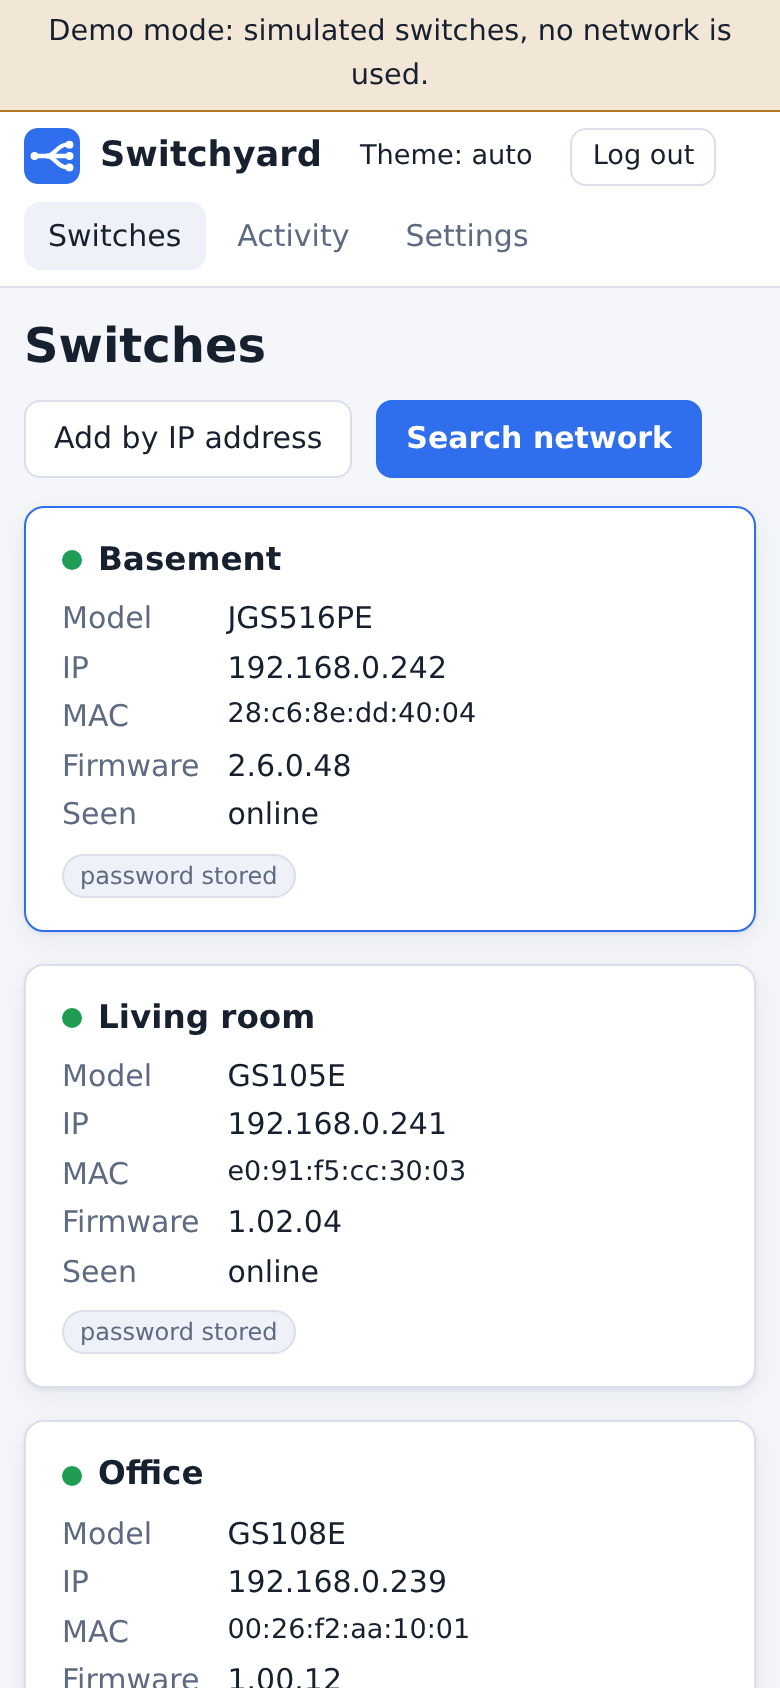 Demo mode: simulated switches, no network is
used.
Switchyard
Theme: auto
Log out
Switches
Activity
Settings
Switches
Add by IP address
Search network
Basement
Model JGS516PE
IP 192.168.0.242
MAC 28:c6:8e:dd:40:04
Firmware 2.6.0.48
Seen online
password stored
Living room
Model GS105E
IP 192.168.0.241
MAC e0:91:f5:cc:30:03
Firmware 1.02.04
Seen online
password stored
Office
Model GS108E
IP 192.168.0.239
MAC 00:26:f2:aa:10:01
Firmware 1.00.12